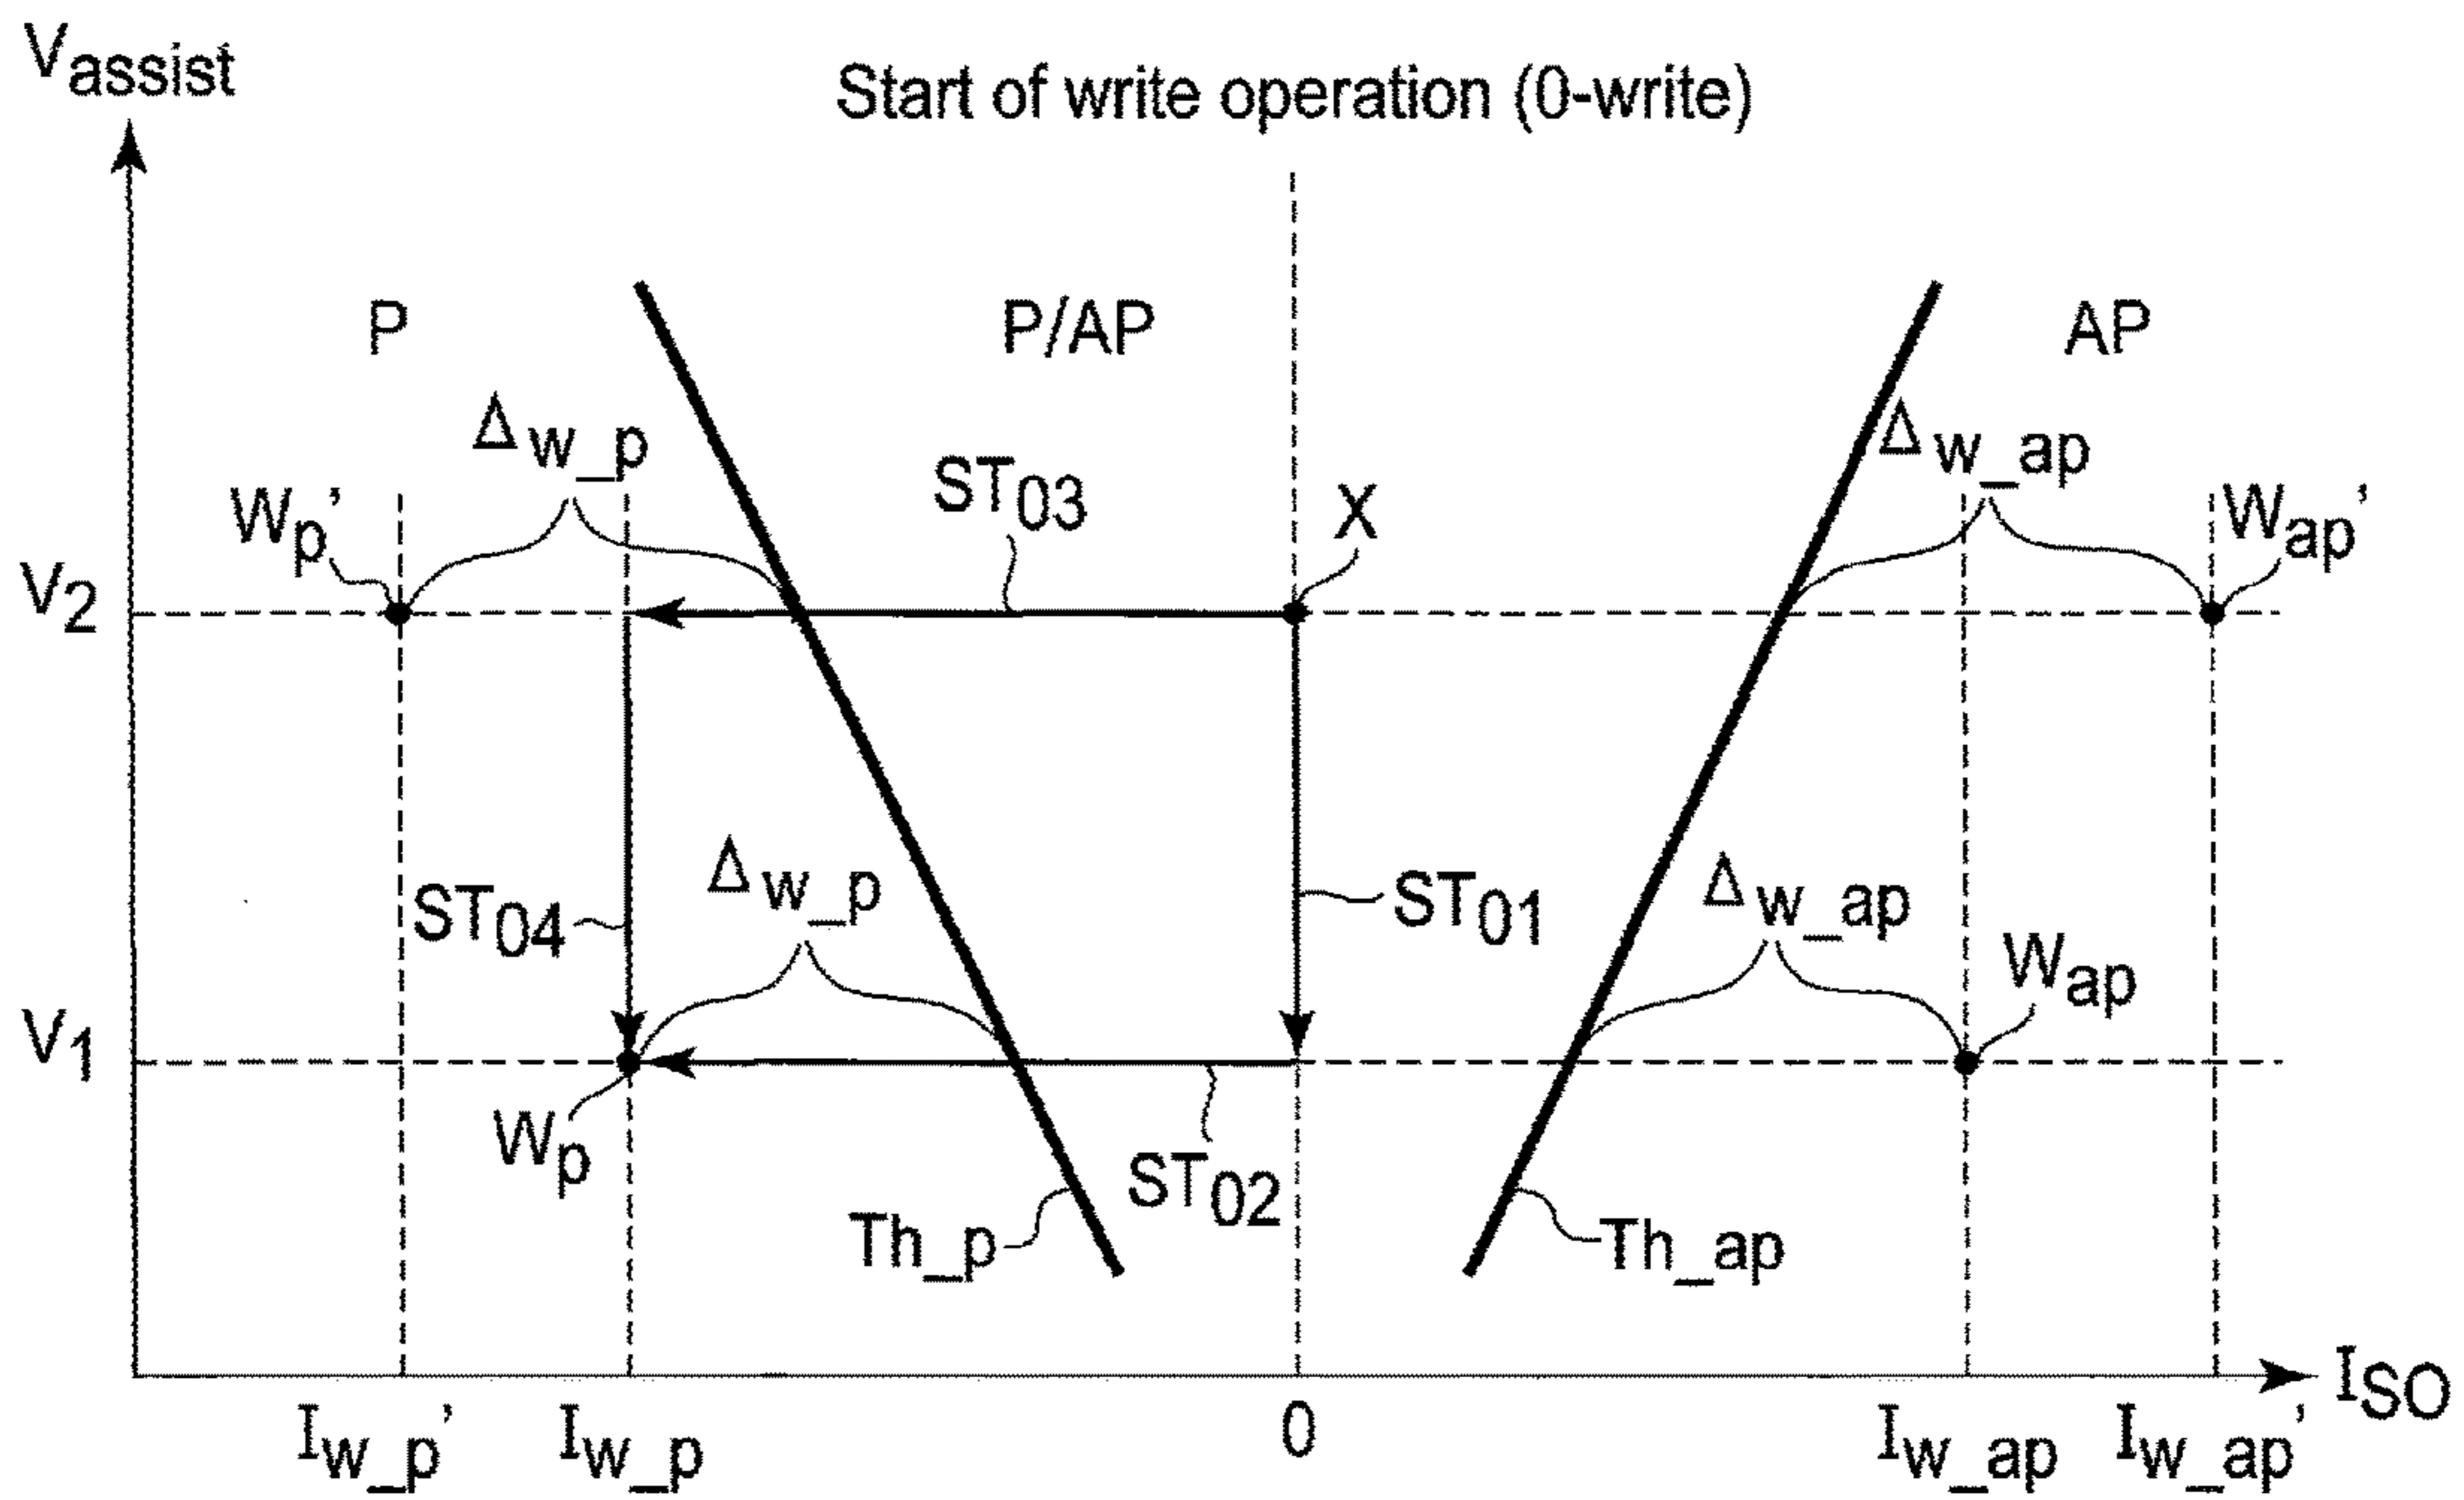 Vassist
Start of write operation (0-write)
P
P/AP
AP
Δw_p
Δw_ap
ST03
X
Wp’
Wap’
V2
Δw_p
Δw_ap
ST04
ST01
Wap
V1
Wp
ST02
Th_p
Th_ap
ISO
Iw_p’
Iw_p
0
Iw_ap
Iw_ap’